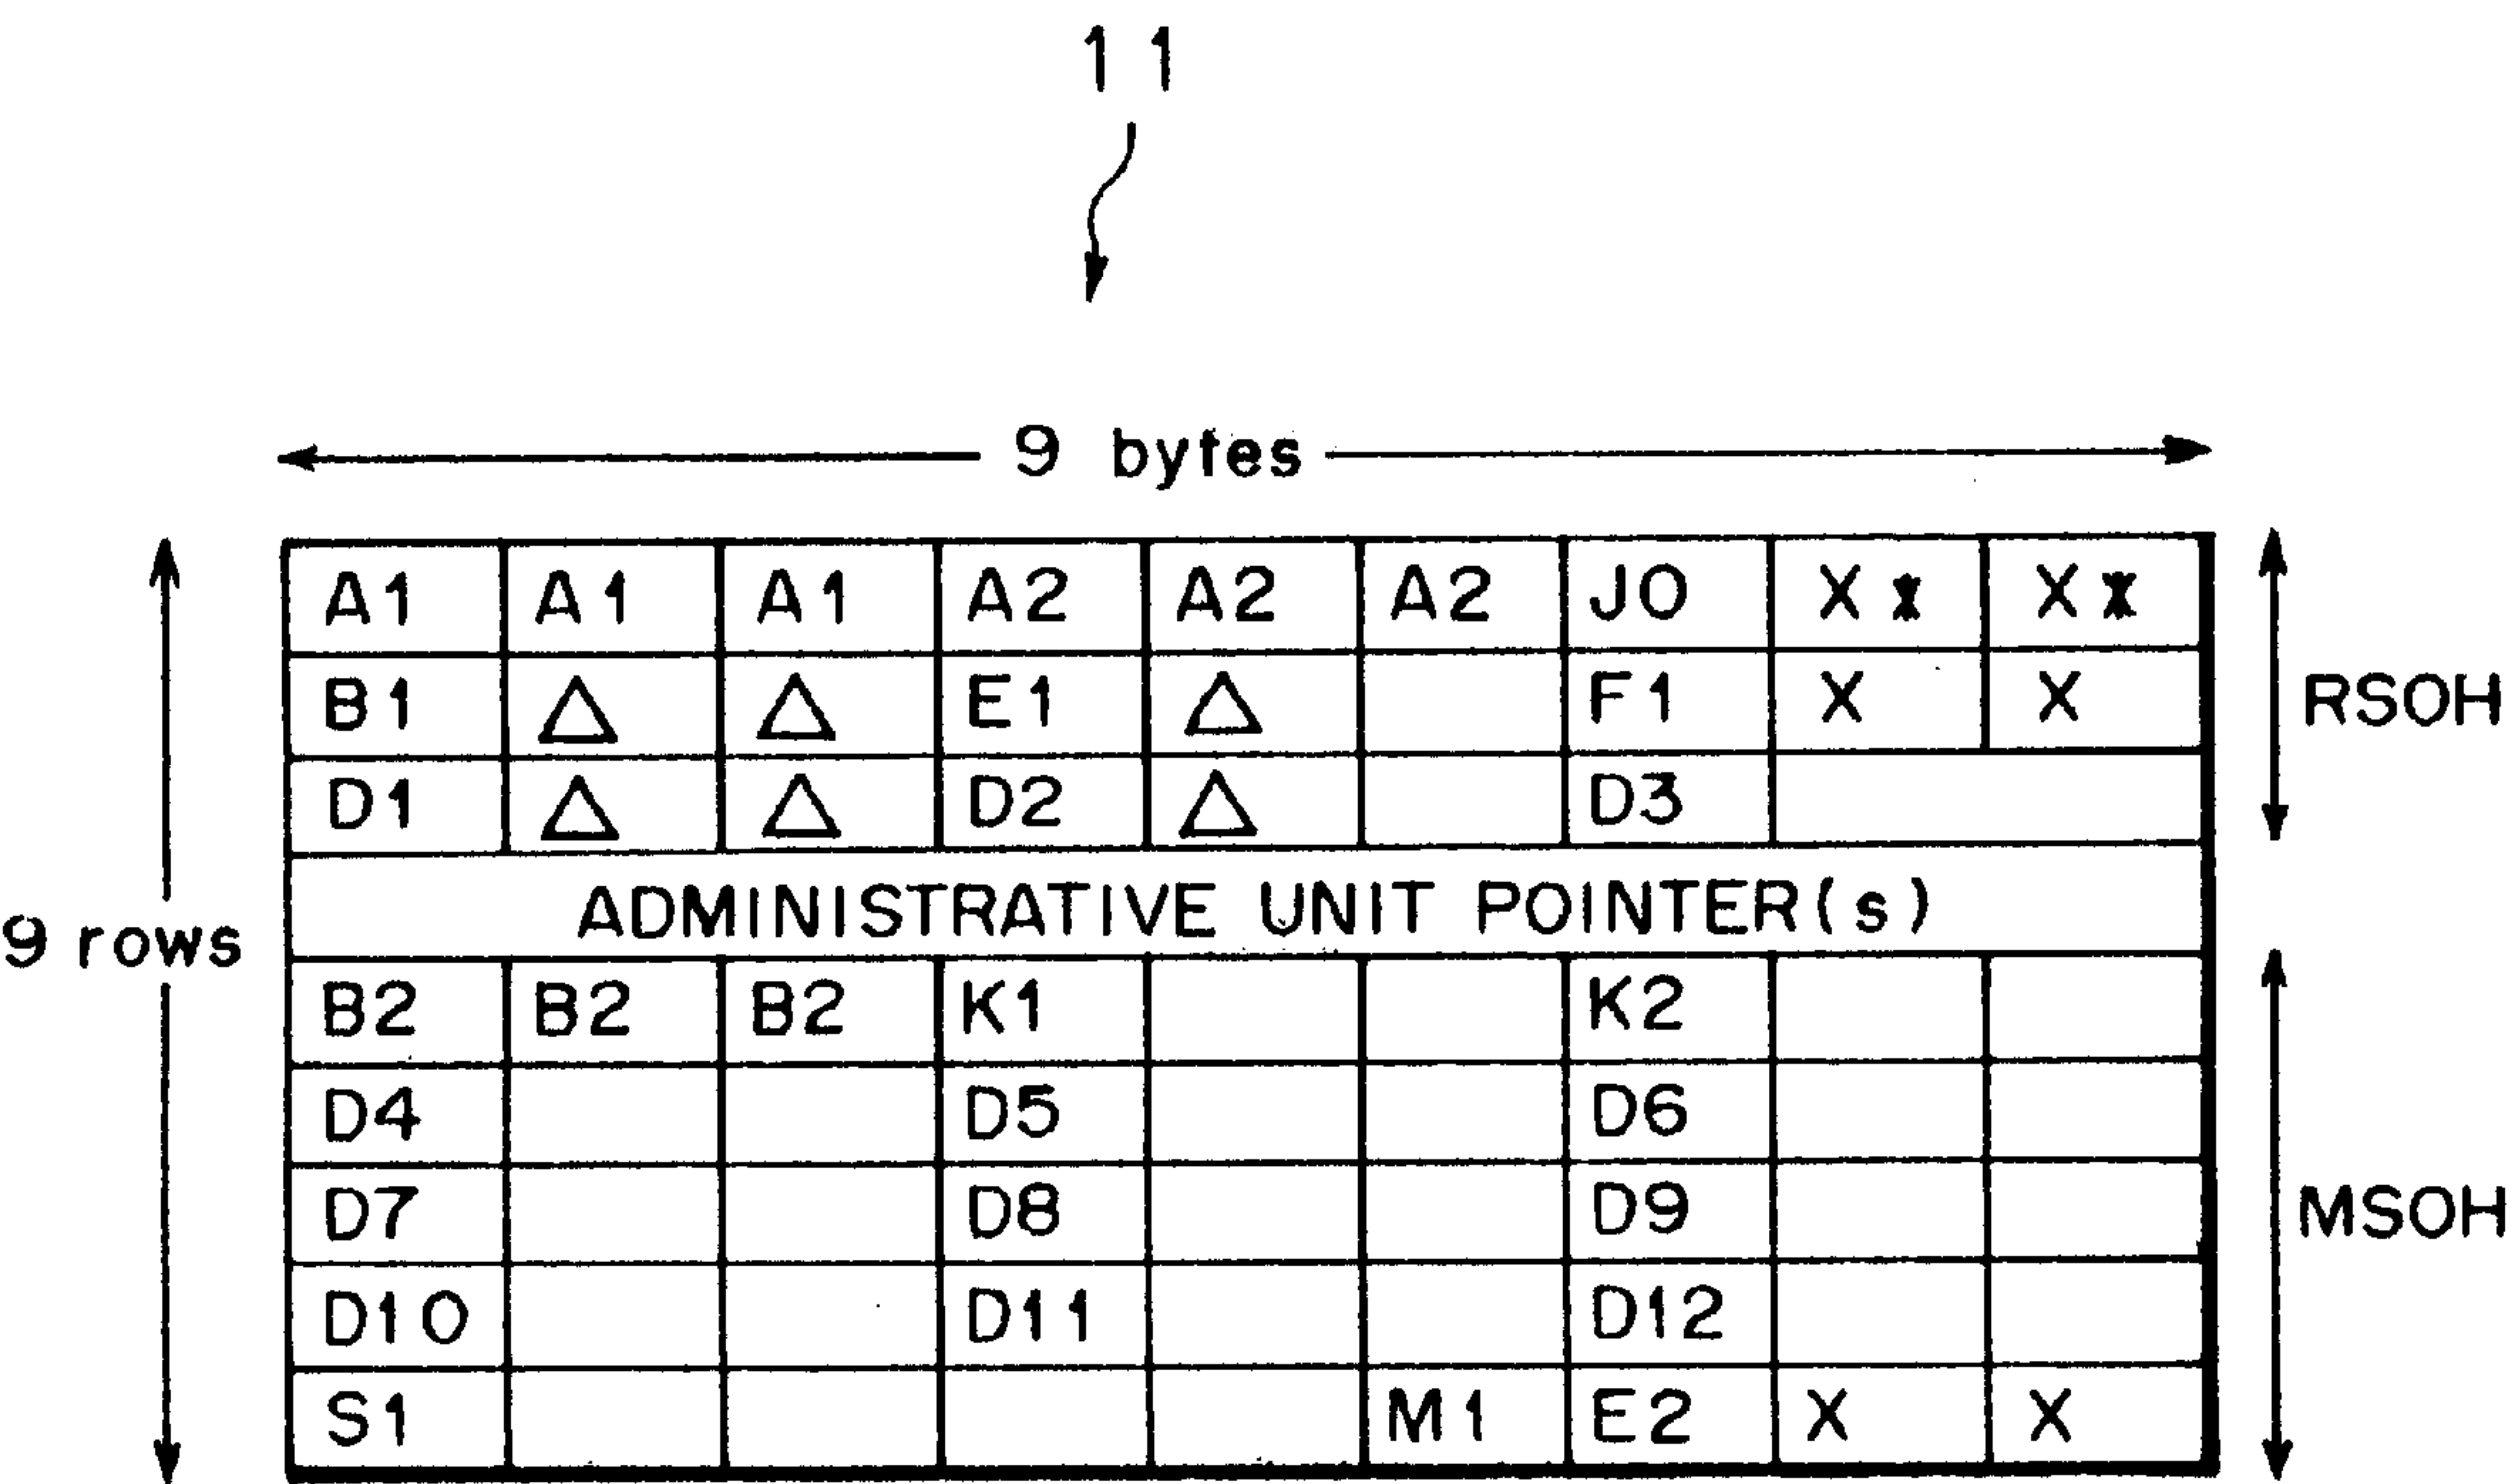 11
9 bytes
A1 A1 A1 A2 A2 A2 J0 X* X*
B1 △ △ E1 △ F1 X X
RSOH
D1 △ △ D2 △ D3
ADMINISTRATIVE UNIT POINTER(s)
9 rows
B2 B2 B2 K1 K2
D4 D5 D6
D7 D8 D9
MSOH
D10 D11 D12
S1 M1 E2 X X